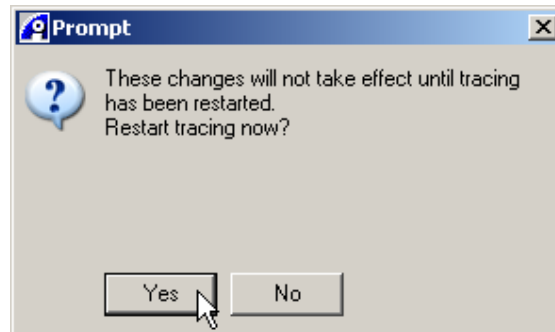 Prompt
These changes will not take effect until tracing
has been restarted.
Restart tracing now?
Yes No